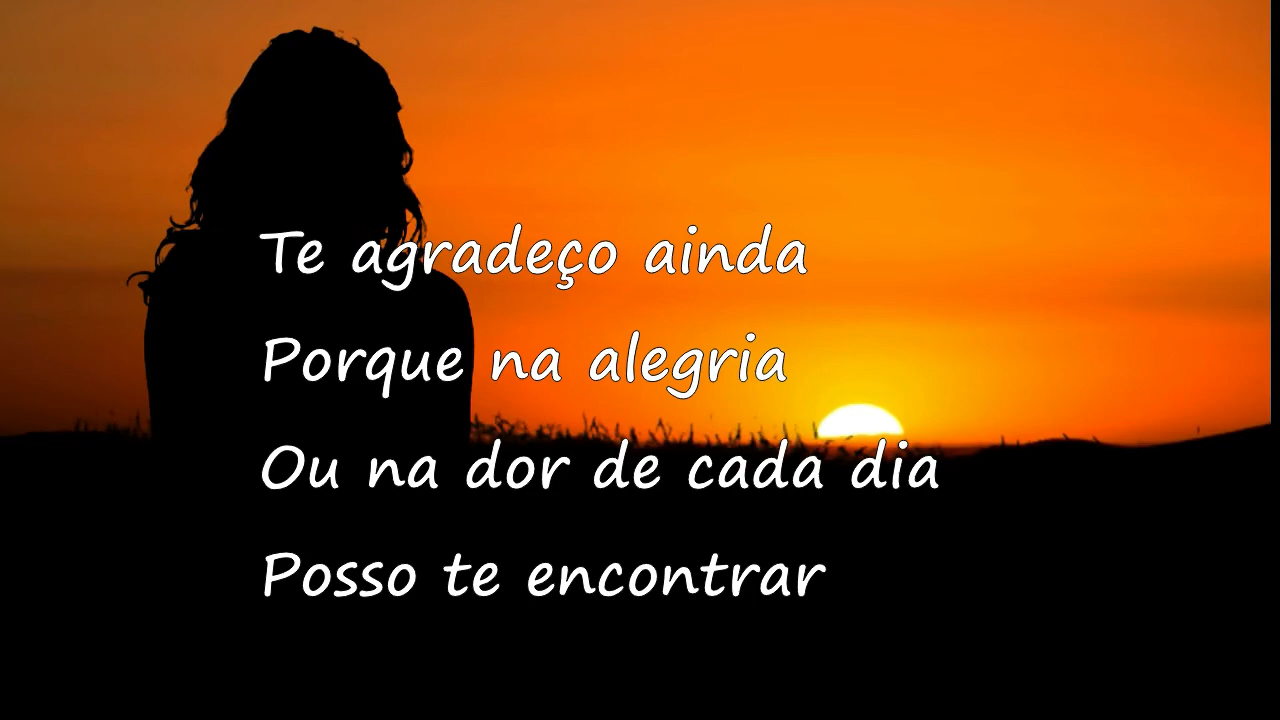 Te agradeço ainda
Porque na alegria
Ou na dor de cada dia
Posso te encontrar